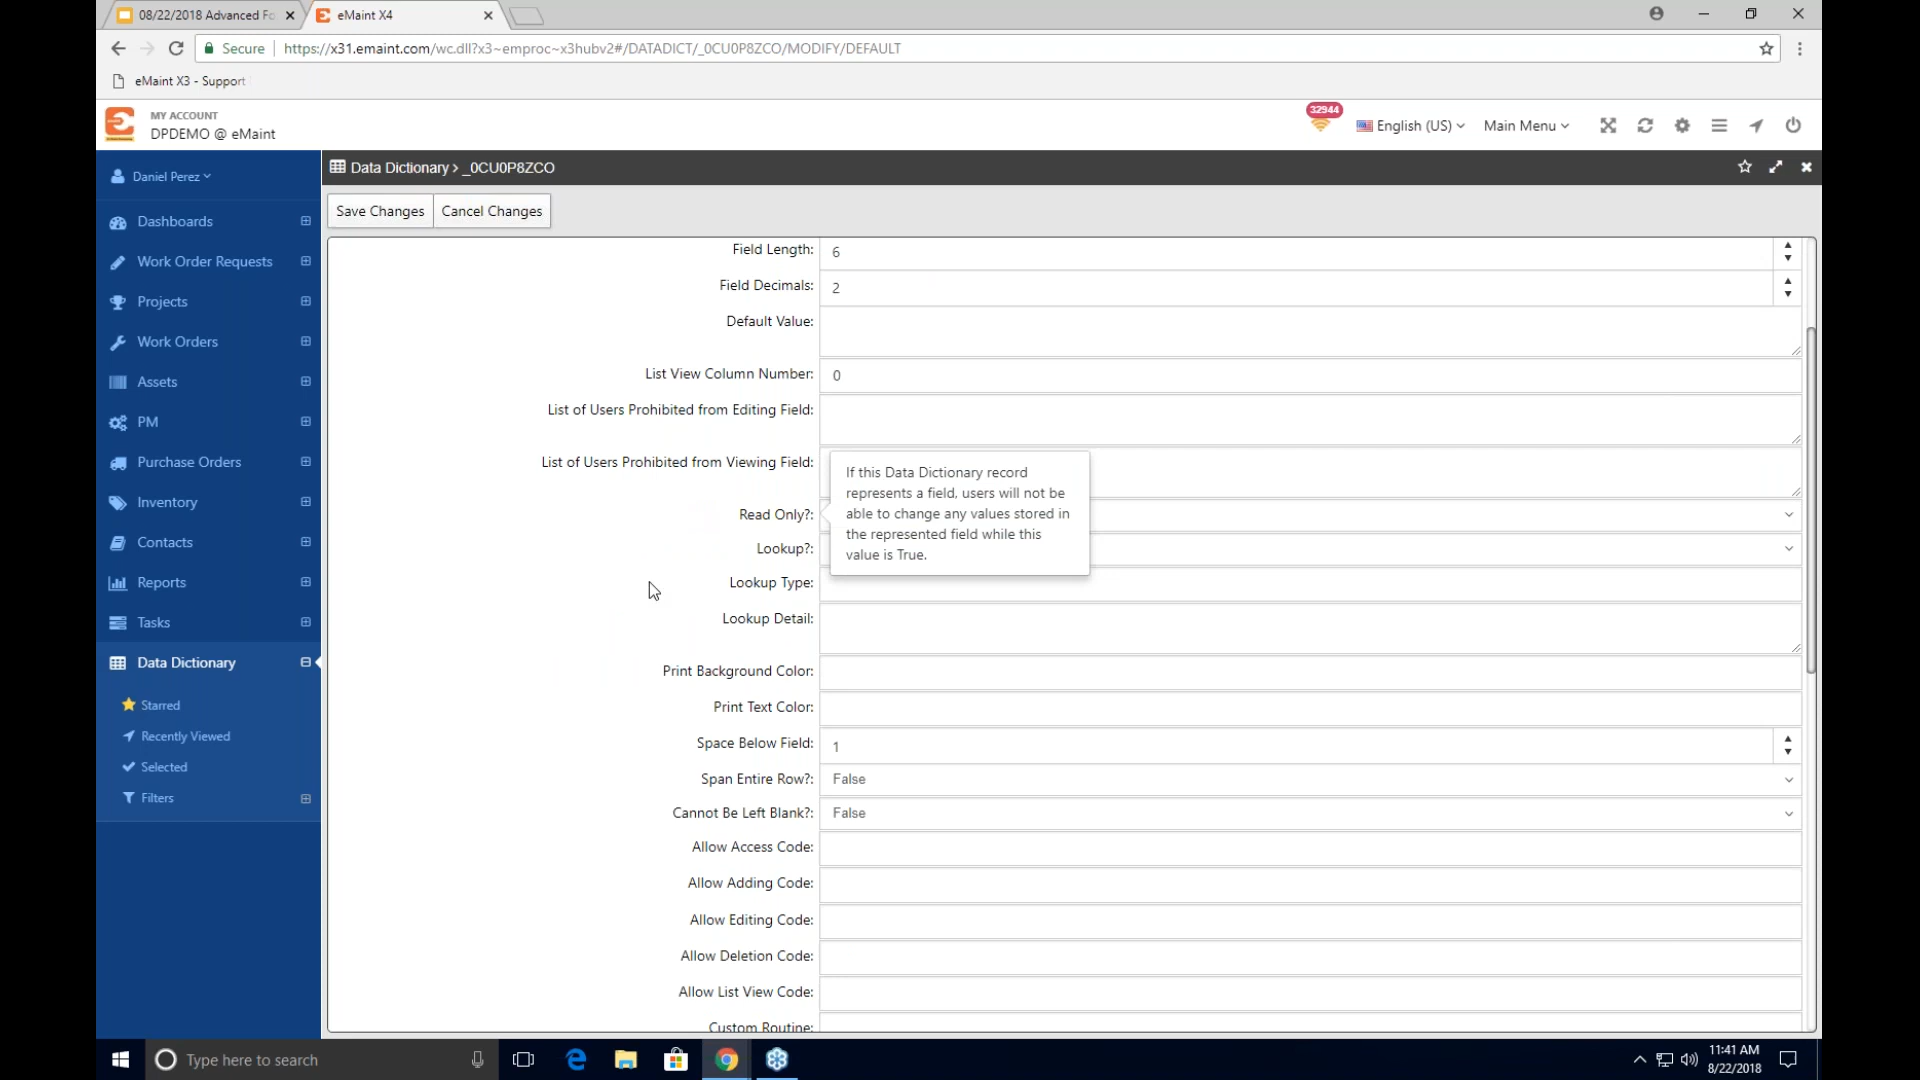 08/22/2018 Advanced Fo
eMaint X4
Secure
https://x31.emaint.com/wc.dll?x3~emproc~x3hubv2#/DATADICT/_0CU0P8ZCO/MODIFY/DEFAULT
eMaint X3 - Support
MY ACCOUNT
DPDEMO @ eMaint
32944
English (US)
Main Menu
Daniel Perez
Dashboards
Work Order Requests
Projects
Work Orders
Assets
PM
Purchase Orders
Inventory
Contacts
Reports
Tasks
Data Dictionary
Starred
Recently Viewed
Selected
Filters
Data Dictionary > _0CU0P8ZCO
Save Changes
Cancel Changes
Field Length: 6
Field Decimals: 2
Default Value:
List View Column Number: 0
List of Users Prohibited from Editing Field:
List of Users Prohibited from Viewing Field:
If this Data Dictionary record
represents a field, users will not be
able to change any values stored in
the represented field while this
value is True.
Read Only?:
Lookup?:
Lookup Type:
Lookup Detail:
Print Background Color:
Print Text Color:
Space Below Field: 1
Span Entire Row?: False
Cannot Be Left Blank?: False
Allow Access Code:
Allow Adding Code:
Allow Editing Code:
Allow Deletion Code:
Allow List View Code:
Custom Routine:
Type here to search
11:41 AM
8/22/2018